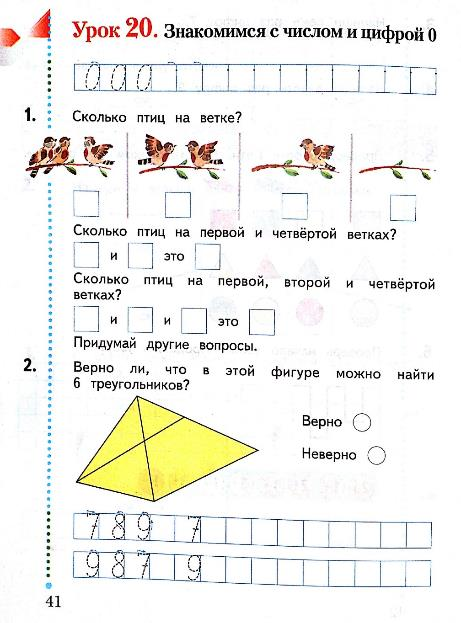 Урок 20. Знакомимся с числом и цифрой 0
0 0 0
1. Сколько птиц на ветке?
Сколько птиц на первой и четвёртой ветках?
и это
Сколько птиц на первой, второй и четвёртой
ветках?
и и это
Придумай другие вопросы.
2. Верно ли, что в этой фигуре можно найти
6 треугольников?
Верно
Неверно
7 8 9 7
9 8 7 9
41